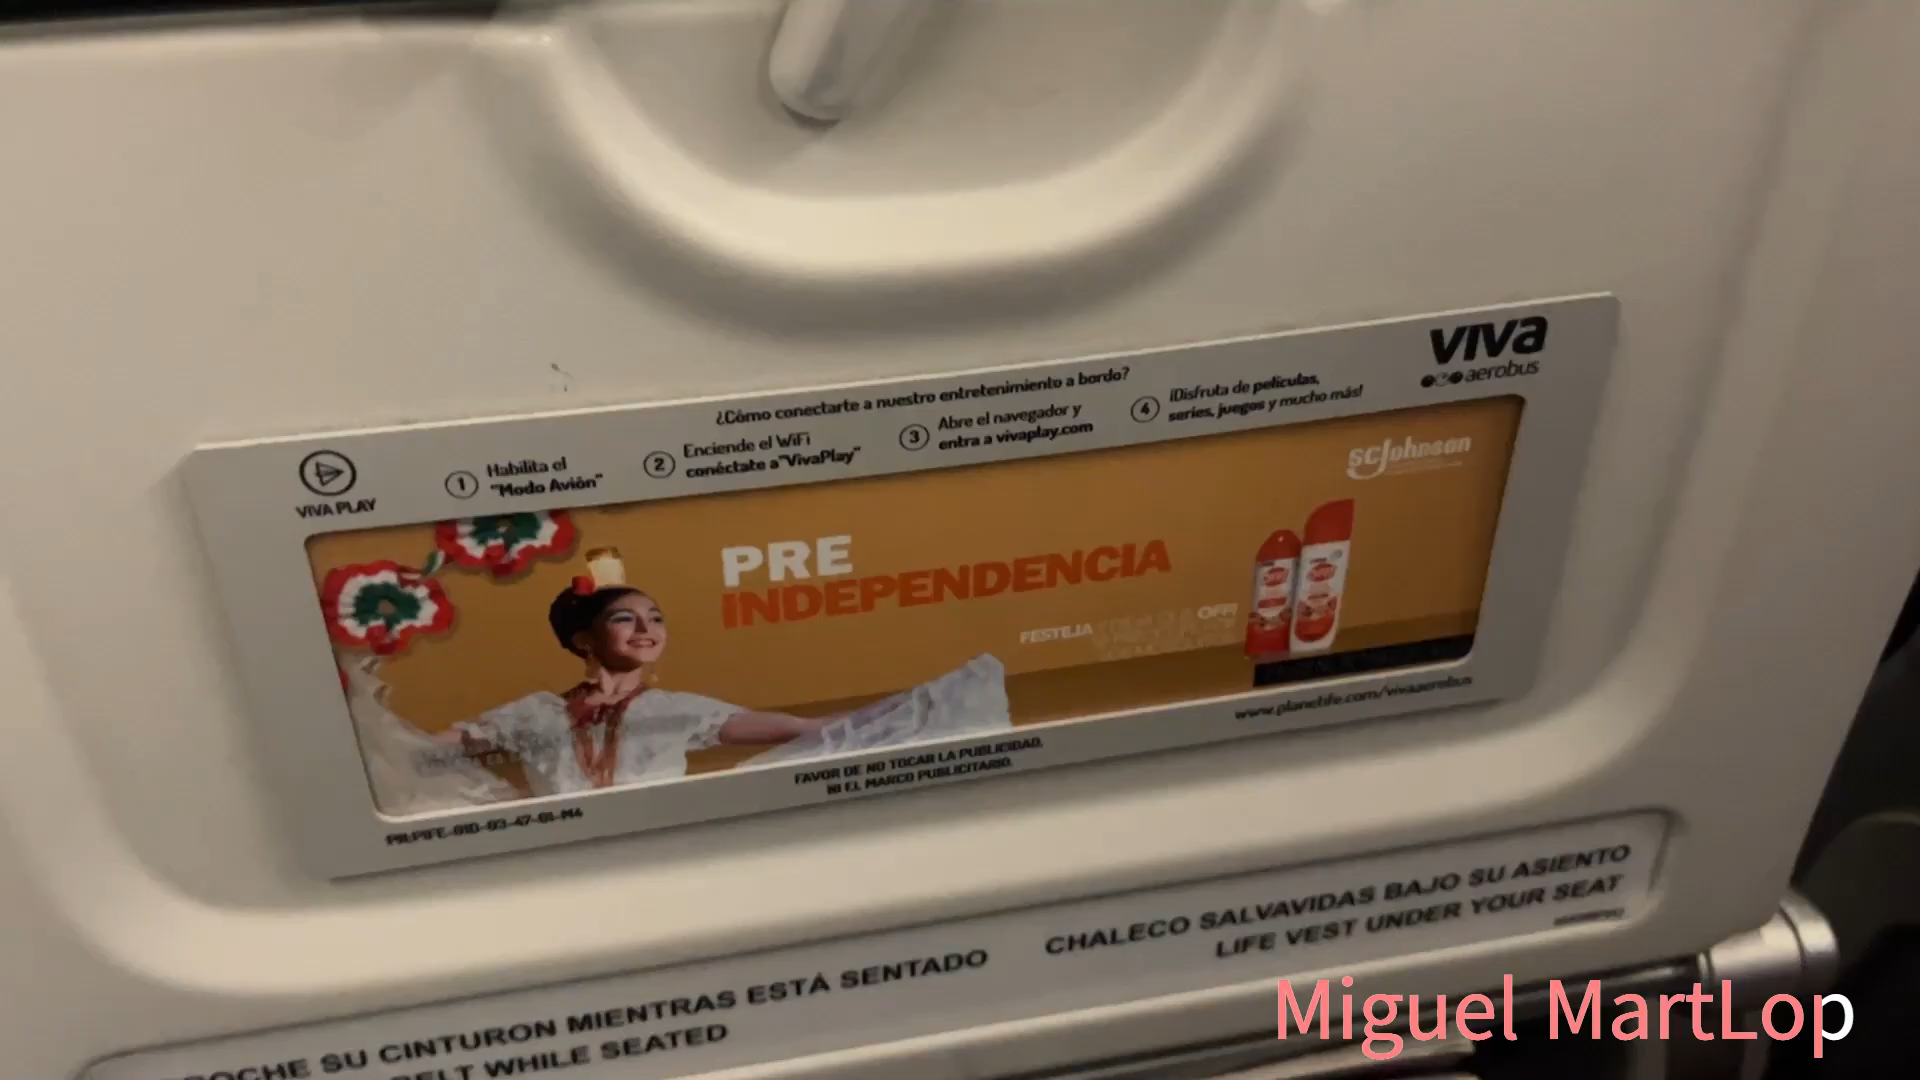 viva
aerobus
¿Cómo conectarte a nuestro entretenimiento a bordo?
VIVA PLAY
1 Habilita el
"Modo Avión"
2 Enciende el WiFi
conéctate a "VivaPlay"
3 Abre el navegador y
entra a vivaplay.com
4 ¡Disfruta de películas,
series, juegos y mucho más!
SCJohnson
PRE
INDEPENDENCIA
FESTEJA
OFF!
www.planetife.com/vivaaerobus
FAVOR DE NO TOCAR LA PUBLICIDAD,
NI EL MARCO PUBLICITARIO.
SU CINTURON MIENTRAS ESTÁ SENTADO
WHILE SEATED
CHALECO SALVAVIDAS BAJO SU ASIENTO
LIFE VEST UNDER YOUR SEAT
Miguel MartLop